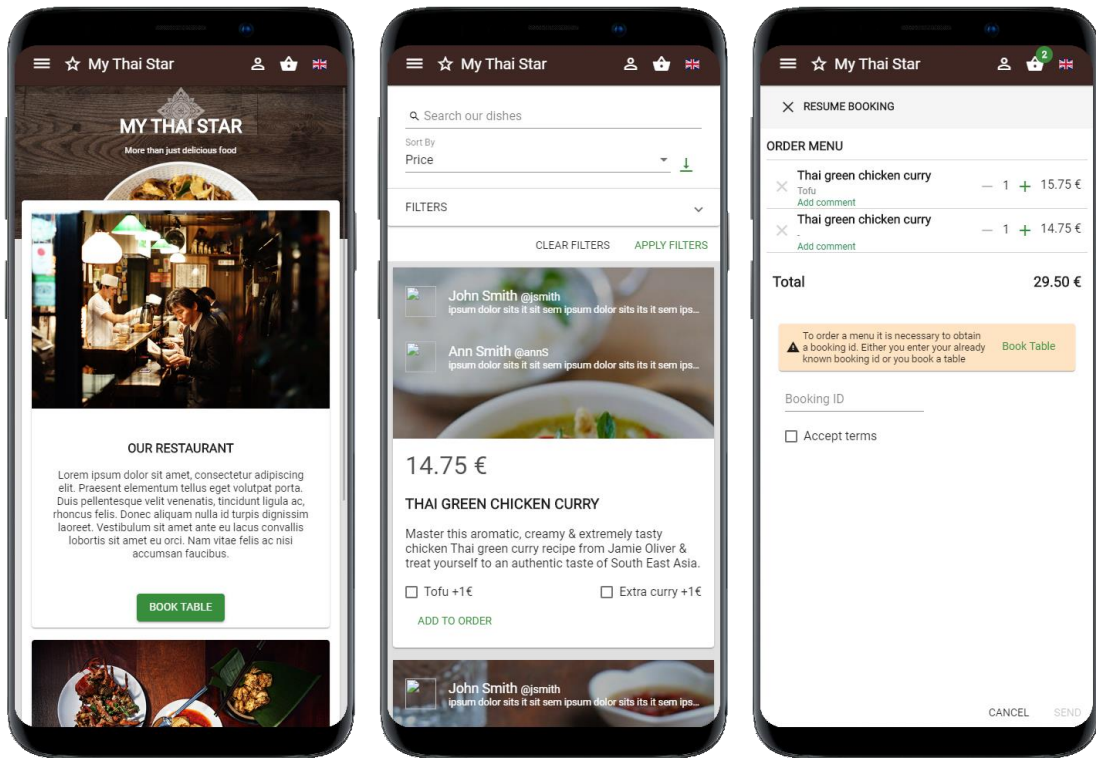 My Thai Star
MY THAI STAR
More than just delicious food
OUR RESTAURANT
Lorem ipsum dolor sit amet, consectetur adipiscing
elit. Praesent elementum tellus eget volutpat porta.
Duis pellentesque velit venenatis, tincidunt ligula ac,
rhoncus felis. Donec aliquam nulla id turpis dignissim
laoreet. Vestibulum sit amet ante eu lacus convallis
lobortis sit amet eu orci. Nam vitae felis ac nisi
accumsan faucibus.
BOOK TABLE
My Thai Star
Search our dishes
Sort By
Price
FILTERS
CLEAR FILTERS APPLY FILTERS
John Smith @jsmith
ipsum dolor sits it sit sem ipsum dolor sits its it sem ips...
Ann Smith @annS
ipsum dolor sits it sit sem ipsum dolor sits its it sem ips...
14.75 €
THAI GREEN CHICKEN CURRY
Master this aromatic, creamy & extremely tasty
chicken Thai green curry recipe from Jamie Oliver &
treat yourself to an authentic taste of South East Asia.
Tofu +1€ Extra curry +1€
ADD TO ORDER
John Smith @jsmith
ipsum dolor sits it sit sem ipsum dolor sits its it sem ips...
My Thai Star 2
RESUME BOOKING
ORDER MENU
Thai green chicken curry
Tofu
Add comment
— 1 + 15.75 €
Thai green chicken curry
-
Add comment
— 1 + 14.75 €
Total 29.50 €
To order a menu it is necessary to obtain
a booking id. Either you enter your already
known booking id or you book a table
Book Table
Booking ID
Accept terms
CANCEL SEND